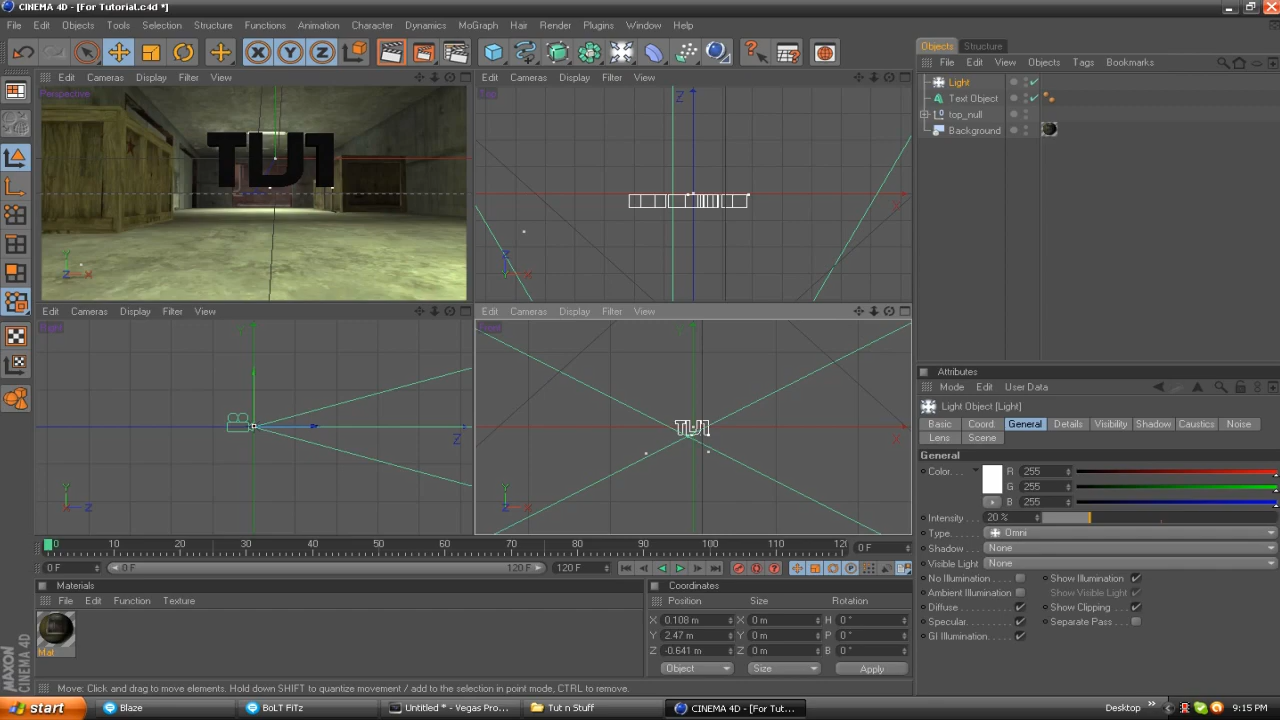 CINEMA 4D - [For Tutorial.c4d *]
File Edit Objects Tools Selection Structure Functions Animation Character Dynamics MoGraph Hair Render Plugins Window Help
Objects Structure
File Edit View Objects Tags Bookmarks
Edit Cameras Display Filter View
Edit Cameras Display Filter View
Perspective
Top
TU1
Light
Text Object
top_null
Background
Edit Cameras Display Filter View
Edit Cameras Display Filter View
TU1
Attributes
Mode Edit User Data
Light Object [Light]
Basic Coord. General Details Visibility Shadow Caustics Noise
Lens Scene
General
Color. . . R 255
G 255
B 255
Intensity 20 %
Type. Omni
Shadow None
Visible Light None
No Illumination Show Illumination
Ambient Illumination Show Visible Light
Diffuse Show Clipping
Specular. Separate Pass
GI Illumination.
0 10 20 30 40 50 60 70 80 90 100 110 120 0 F
0 F 0 F 120 F 120 F
Materials
File Edit Function Texture
Mat
Coordinates
Position Size Rotation
X 0.108 m X 0 m H 0 °
Y 2.47 m Y 0 m P 0 °
Z -0.641 m Z 0 m B 0 °
Object Size Apply
MAXON
CINEMA 4D
Move: Click and drag to move elements. Hold down SHIFT to quantize movement / add to the selection in point mode, CTRL to remove.
start Blaze BoLT FiTz Untitled * - Vegas Pro... Tut n Stuff CINEMA 4D - [For Tut... Desktop 9:15 PM